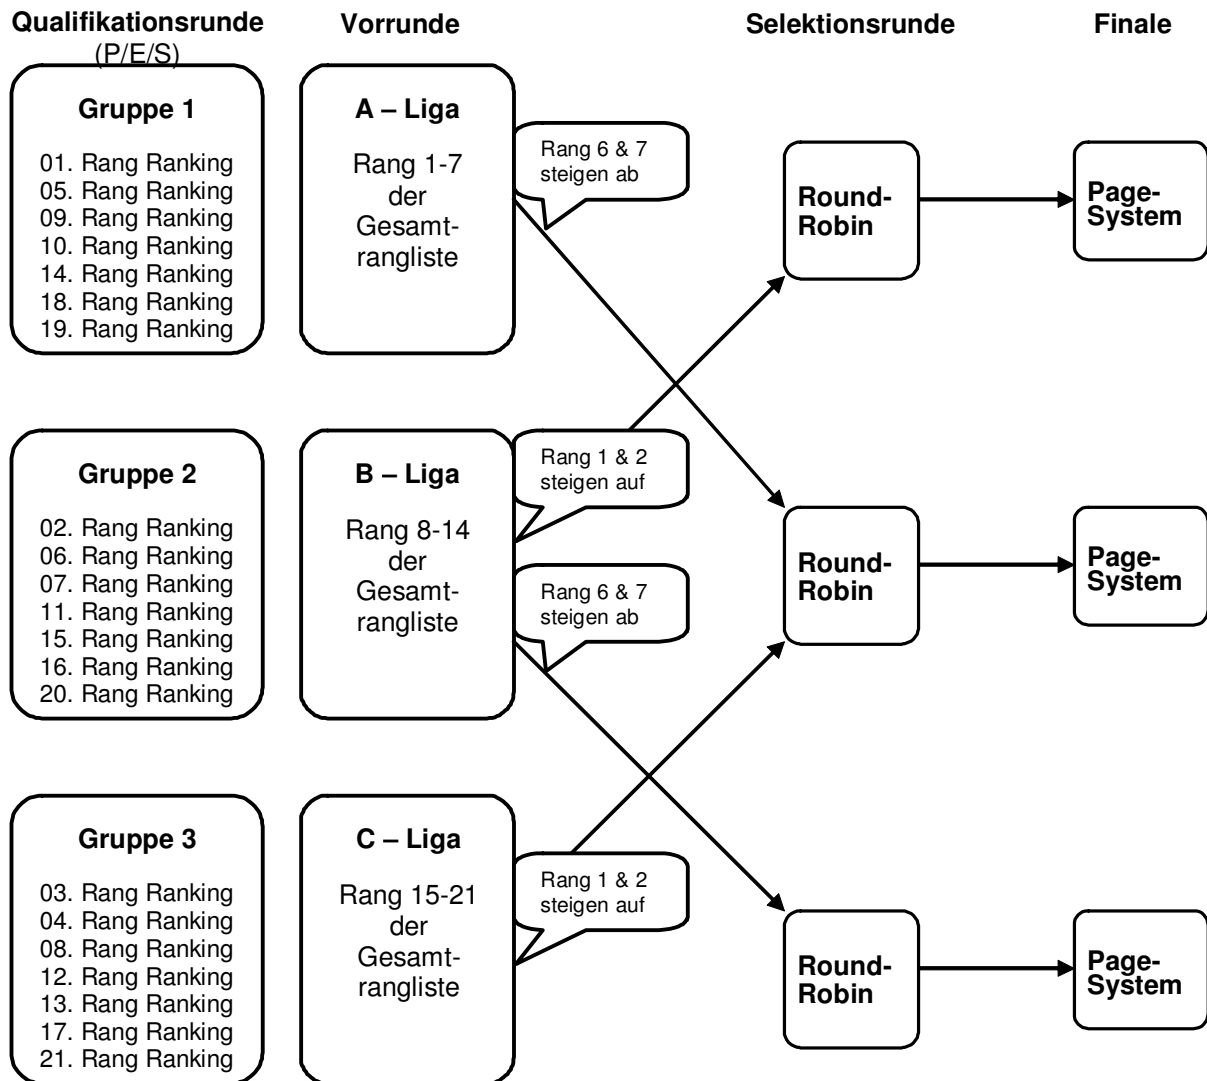 Qualifikationsrunde
(P/E/S)
Vorrunde
Selektionsrunde
Finale
Gruppe 1
01. Rang Ranking
05. Rang Ranking
09. Rang Ranking
10. Rang Ranking
14. Rang Ranking
18. Rang Ranking
19. Rang Ranking
A – Liga
Rang 1-7
der
Gesamt-
rangliste
Rang 6 & 7
steigen ab
Round-
Robin
Page-
System
Gruppe 2
02. Rang Ranking
06. Rang Ranking
07. Rang Ranking
11. Rang Ranking
15. Rang Ranking
16. Rang Ranking
20. Rang Ranking
B – Liga
Rang 8-14
der
Gesamt-
rangliste
Rang 1 & 2
steigen auf
Rang 6 & 7
steigen ab
Round-
Robin
Page-
System
Gruppe 3
03. Rang Ranking
04. Rang Ranking
08. Rang Ranking
12. Rang Ranking
13. Rang Ranking
17. Rang Ranking
21. Rang Ranking
C – Liga
Rang 15-21
der
Gesamt-
rangliste
Rang 1 & 2
steigen auf
Round-
Robin
Page-
System